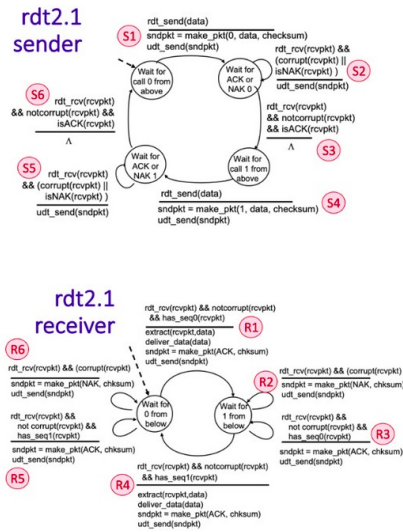 rdt2.1
sender
S1
rdt_send(data)
sndpkt = make_pkt(0, data, checksum)
udt_send(sndpkt)
Wait for
call 0 from
above
Wait for
ACK or
NAK 0
rdt_rcv(rcvpkt) &&
(corrupt(rcvpkt) ||
isNAK(rcvpkt) )
udt_send(sndpkt)
S2
S6
rdt_rcv(rcvpkt)
&& notcorrupt(rcvpkt) &&
isACK(rcvpkt)
Λ
rdt_rcv(rcvpkt)
&& notcorrupt(rcvpkt)
&& isACK(rcvpkt)
Λ
S3
S5
rdt_rcv(rcvpkt)
&& (corrupt(rcvpkt) ||
isNAK(rcvpkt) )
udt_send(sndpkt)
Wait for
ACK or
NAK 1
Wait for
call 1 from
above
rdt_send(data)
sndpkt = make_pkt(1, data, checksum)
udt_send(sndpkt)
S4
rdt2.1
receiver
rdt_rcv(rcvpkt) && notcorrupt(rcvpkt)
&& has_seq0(rcvpkt)
extract(rcvpkt,data)
deliver_data(data)
sndpkt = make_pkt(ACK, chksum)
udt_send(sndpkt)
R1
R6
rdt_rcv(rcvpkt) && (corrupt(rcvpkt)
sndpkt = make_pkt(NAK, chksum)
udt_send(sndpkt)
R2
rdt_rcv(rcvpkt) && (corrupt(rcvpkt)
sndpkt = make_pkt(NAK, chksum)
udt_send(sndpkt)
Wait for
0 from
below
Wait for
1 from
below
rdt_rcv(rcvpkt) &&
not corrupt(rcvpkt) &&
has_seq1(rcvpkt)
sndpkt = make_pkt(ACK, chksum)
udt_send(sndpkt)
R5
rdt_rcv(rcvpkt) &&
not corrupt(rcvpkt) &&
has_seq0(rcvpkt)
sndpkt = make_pkt(ACK, chksum)
udt_send(sndpkt)
R3
R4
rdt_rcv(rcvpkt) && notcorrupt(rcvpkt)
&& has_seq1(rcvpkt)
extract(rcvpkt,data)
deliver_data(data)
sndpkt = make_pkt(ACK, chksum)
udt_send(sndpkt)